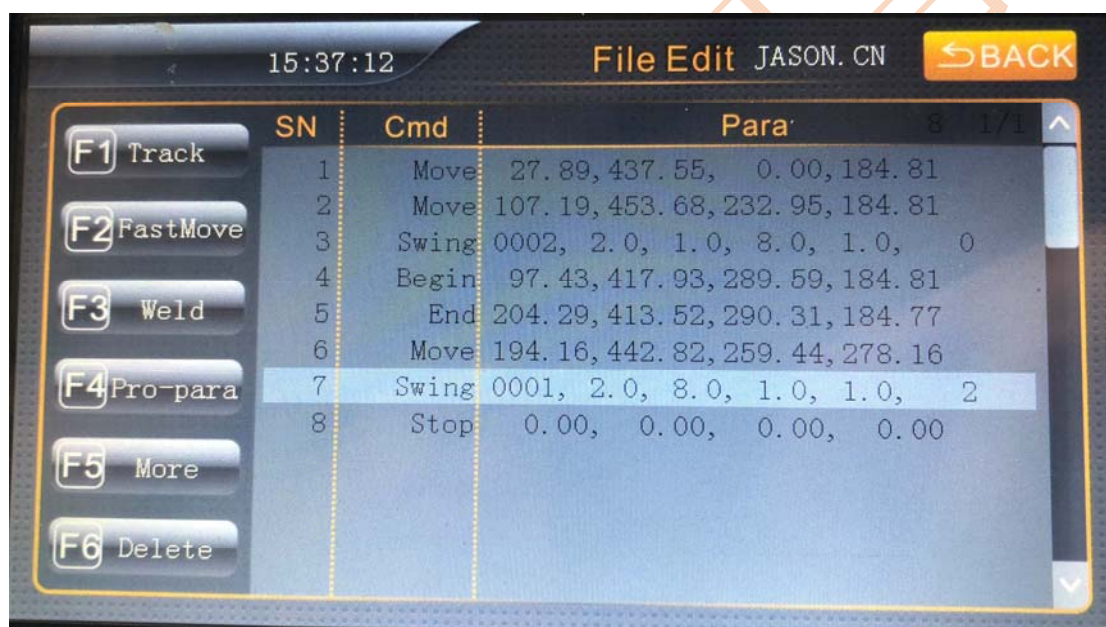 15:37:12 File Edit JASON.CN BACK
SN Cmd Para 8 1/1
F1 Track
F2 FastMove
F3 Weld
F4 Pro-para
F5 More
F6 Delete
1 Move 27.89,437.55, 0.00,184.81
2 Move 107.19,453.68,232.95,184.81
3 Swing 0002, 2.0, 1.0, 8.0, 1.0, 0
4 Begin 97.43,417.93,289.59,184.81
5 End 204.29,413.52,290.31,184.77
6 Move 194.16,442.82,259.44,278.16
7 Swing 0001, 2.0, 8.0, 1.0, 1.0, 2
8 Stop 0.00, 0.00, 0.00, 0.00